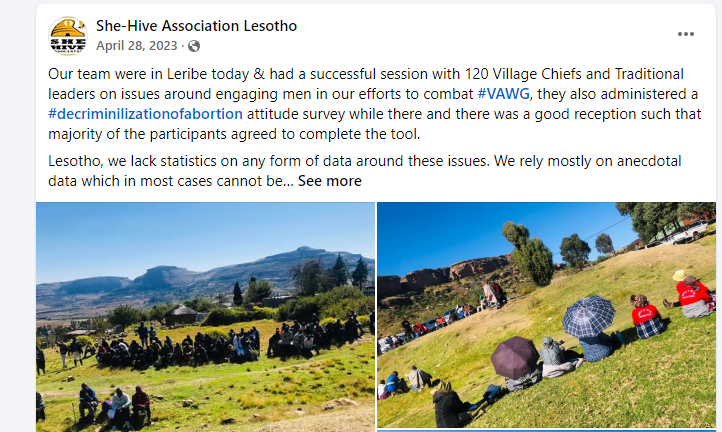 She-Hive Association Lesotho
April 28, 2023 ·
SHE
HIVE
Our team were in Leribe today & had a successful session with 120 Village Chiefs and Traditional
leaders on issues around engaging men in our efforts to combat #VAWG, they also administered a
#decriminilizationofabortion attitude survey while there and there was a good reception such that
majority of the participants agreed to complete the tool.
Lesotho, we lack statistics on any form of data around these issues. We rely mostly on anecdotal
data which in most cases cannot be... See more